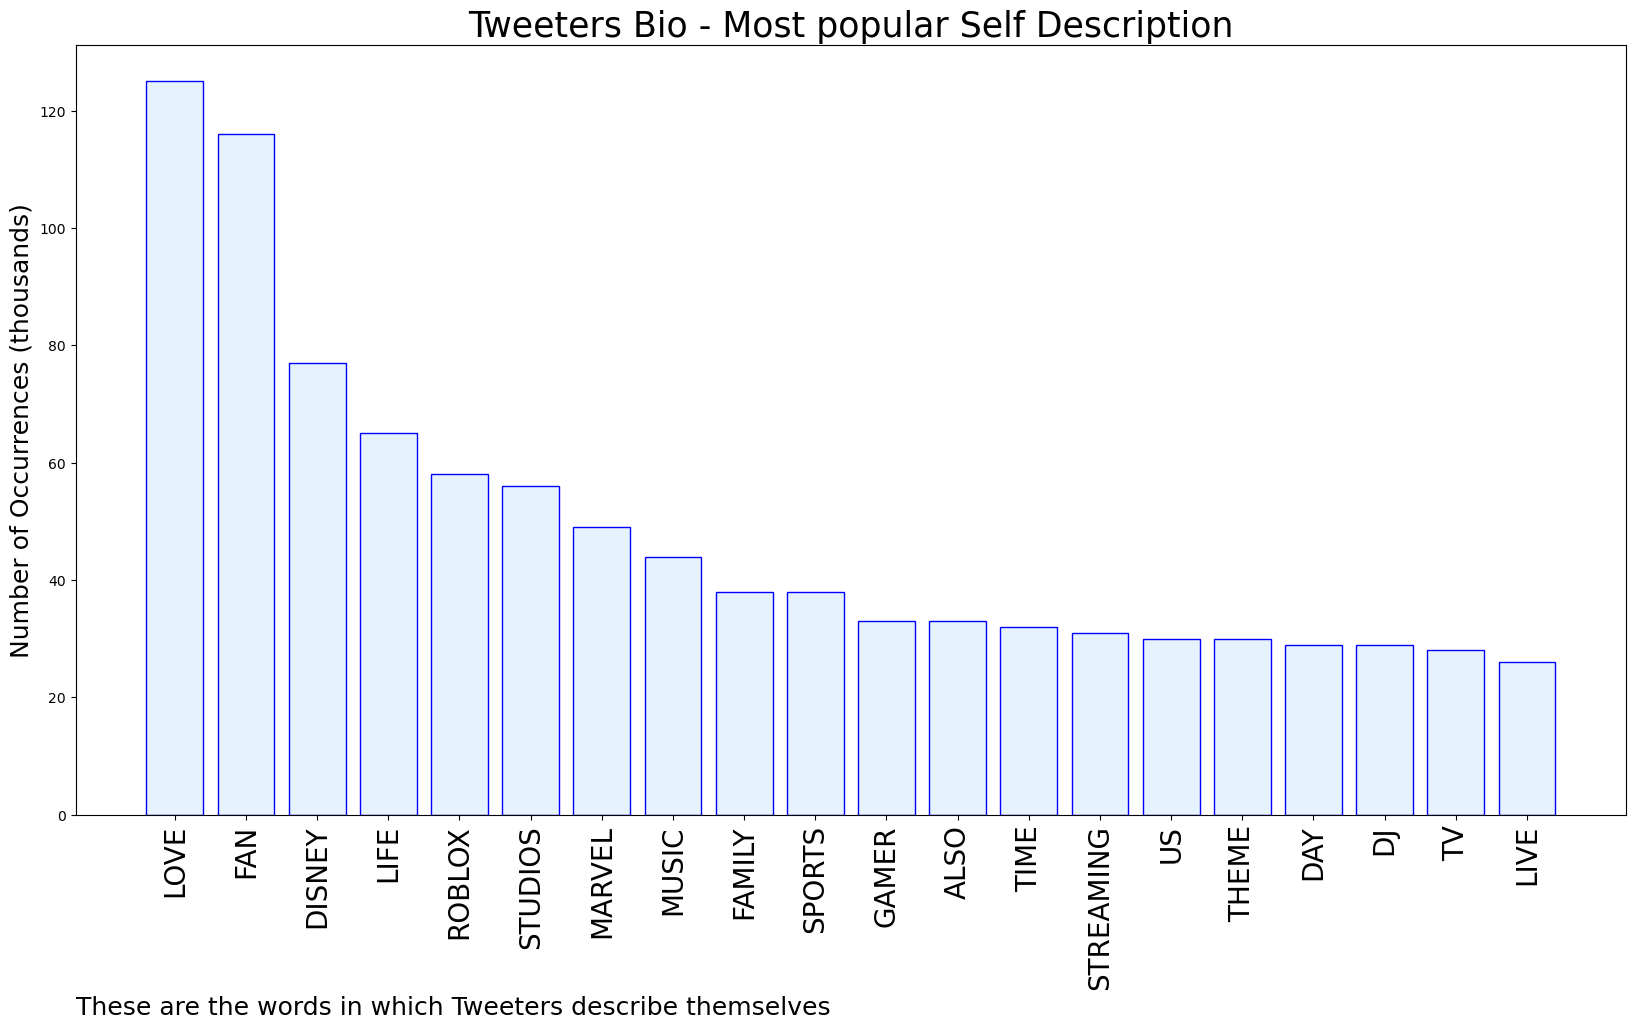 Tweeters Bio - Most popular Self Description
Number of Occurrences (thousands)
120
100
80
60
40
20
0
LOVE
FAN
DISNEY
LIFE
ROBLOX
STUDIOS
MARVEL
MUSIC
FAMILY
SPORTS
GAMER
ALSO
TIME
STREAMING
US
THEME
DAY
DJ
TV
LIVE
These are the words in which Tweeters describe themselves